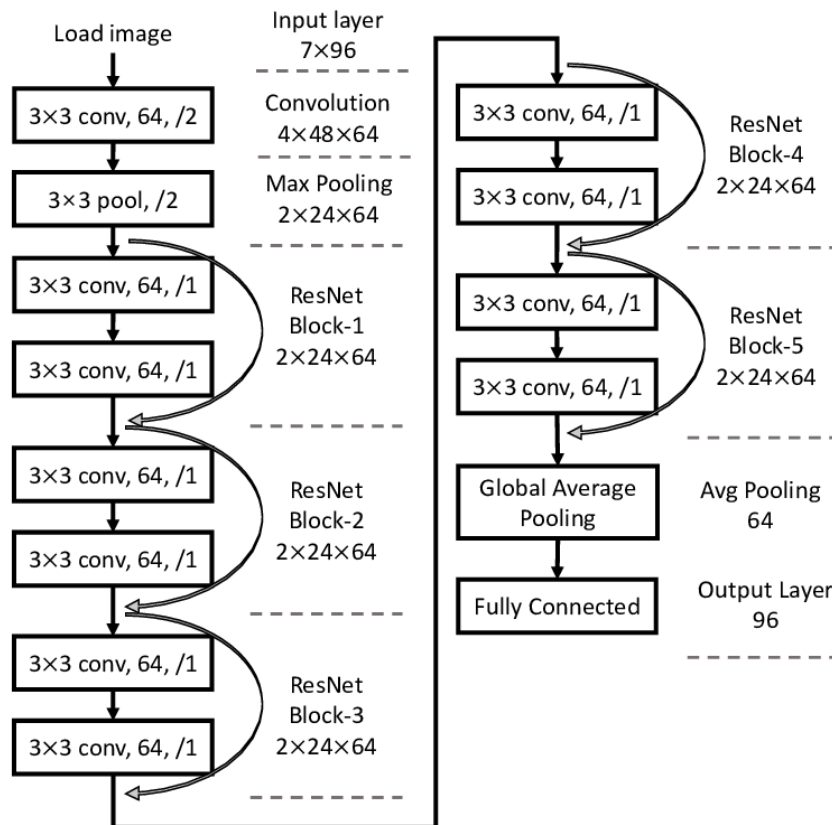 Load image
Input layer
7×96
3×3 conv, 64, /2
Convolution
4×48×64
3×3 pool, /2
Max Pooling
2×24×64
3×3 conv, 64, /1
3×3 conv, 64, /1
ResNet
Block-1
2×24×64
3×3 conv, 64, /1
3×3 conv, 64, /1
ResNet
Block-2
2×24×64
3×3 conv, 64, /1
3×3 conv, 64, /1
ResNet
Block-3
2×24×64
3×3 conv, 64, /1
3×3 conv, 64, /1
ResNet
Block-4
2×24×64
3×3 conv, 64, /1
3×3 conv, 64, /1
ResNet
Block-5
2×24×64
Global Average
Pooling
Avg Pooling
64
Fully Connected
Output Layer
96